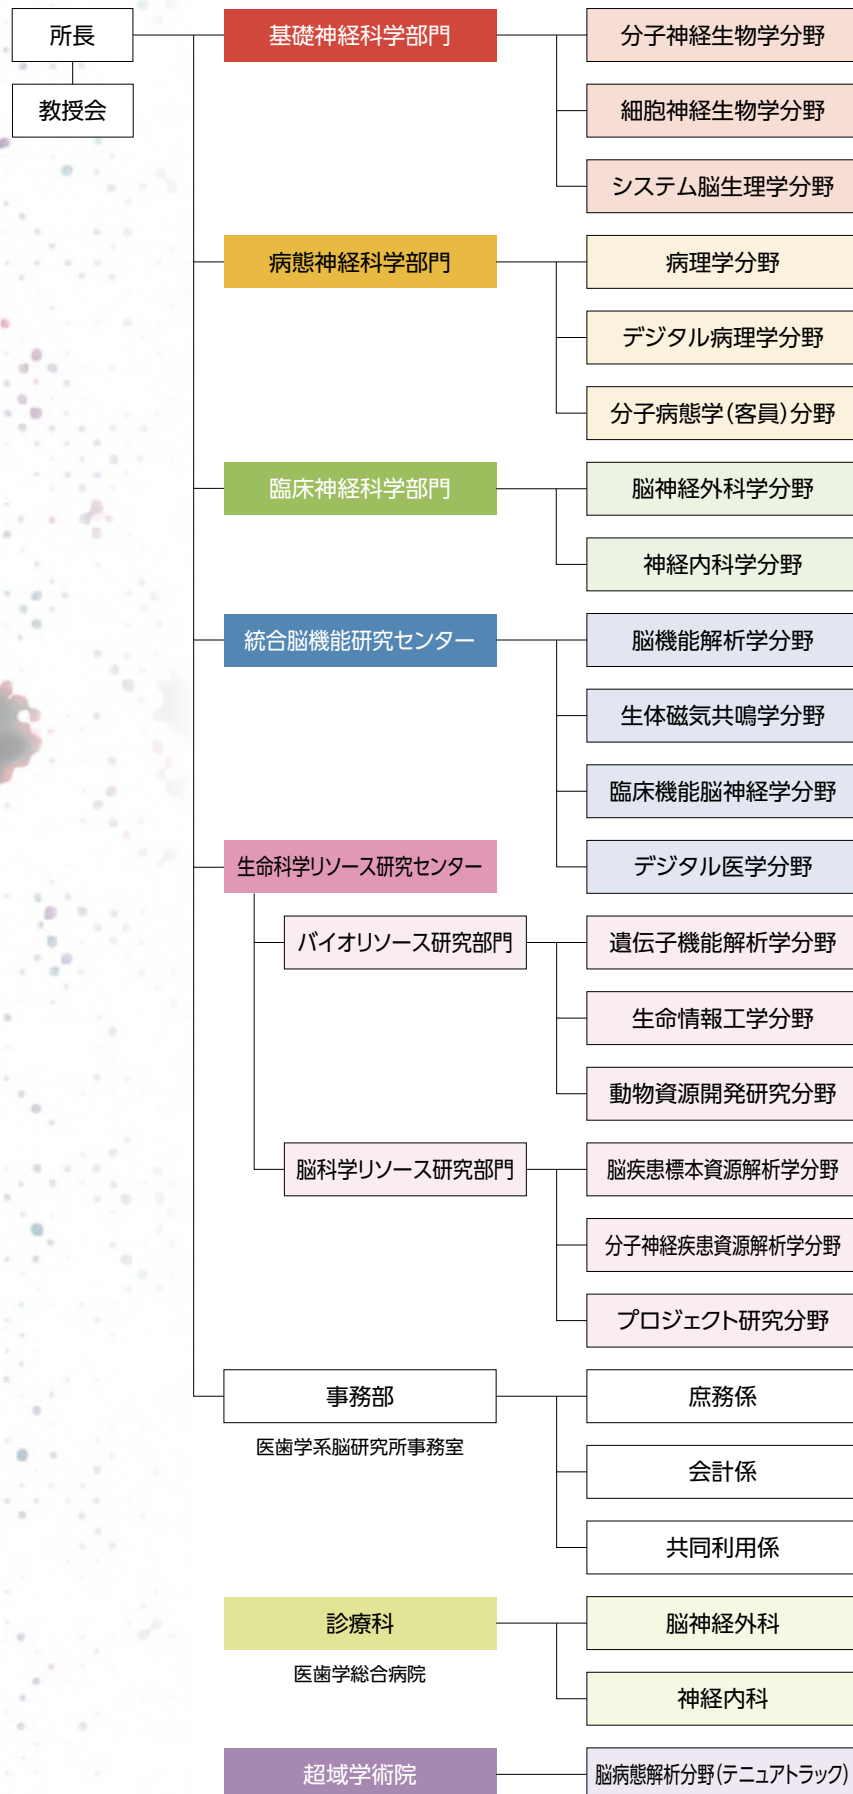 所長
教授会
基礎神経科学部門
分子神経生物学分野
細胞神経生物学分野
システム脳生理学分野
病態神経科学部門
病理学分野
デジタル病理学分野
分子病態学(客員)分野
臨床神経科学部門
脳神経外科学分野
神経内科学分野
統合脳機能研究センター
脳機能解析学分野
生体磁気共鳴学分野
臨床機能脳神経学分野
デジタル医学分野
生命科学リソース研究センター
バイオリソース研究部門
遺伝子機能解析学分野
生命情報工学分野
動物資源開発研究分野
脳科学リソース研究部門
脳疾患標本資源解析学分野
分子神経疾患資源解析学分野
プロジェクト研究分野
事務部
医歯学系脳研究所事務室
庶務係
会計係
共同利用係
診療科
医歯学総合病院
脳神経外科
神経内科
超域学術院
脳病態解析分野(テニュアトラック)